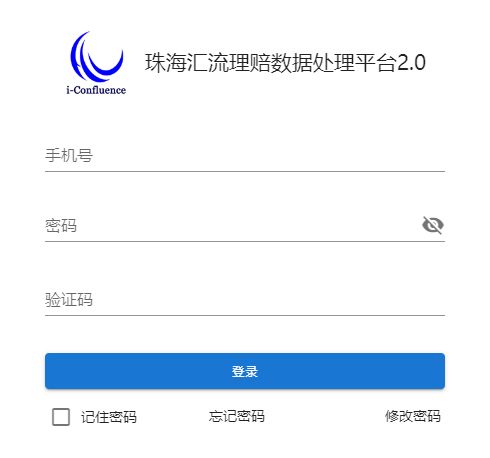 珠海汇流理赔数据处理平台2.0
i-Confluence
手机号
密码
验证码
登录
记住密码 忘记密码 修改密码